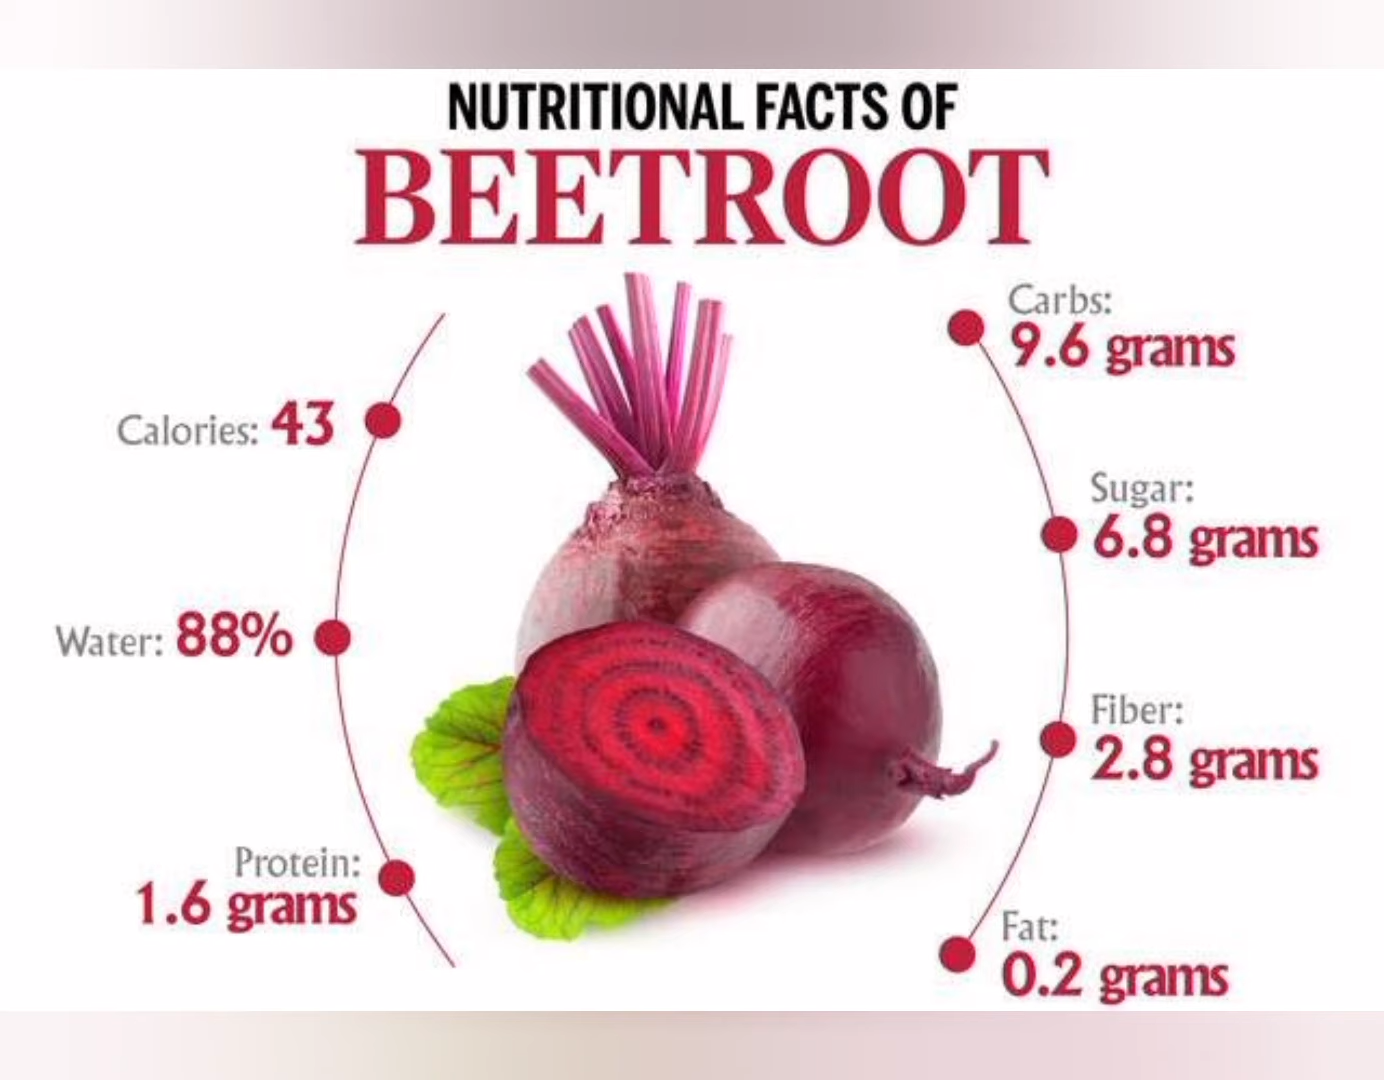 NUTRITIONAL FACTS OF
BEETROOT
Calories: 43
Water: 88%
Protein:
1.6 grams
Carbs:
9.6 grams
Sugar:
6.8 grams
Fiber:
2.8 grams
Fat:
0.2 grams